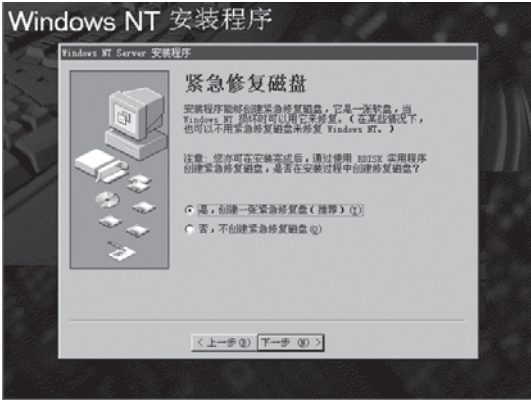 Windows NT 安装程序
Windows NT Server 安装程序
紧急修复磁盘
安装程序能够创建紧急修复磁盘，它是一张软盘，当
Windows NT 损坏时可以用它来修复。(在某些情况下，
也可以不用紧急修复磁盘来修复 Windows NT。)
注意: 您亦可在安装完成后，通过使用 RDISK 实用程序
创建紧急修复磁盘，是否在安装过程中创建修复磁盘?
是，创建一张紧急修复盘(推荐)(Y)
否，不创建紧急修复磁盘(O)
<上一步(B) 下一步 (N) >